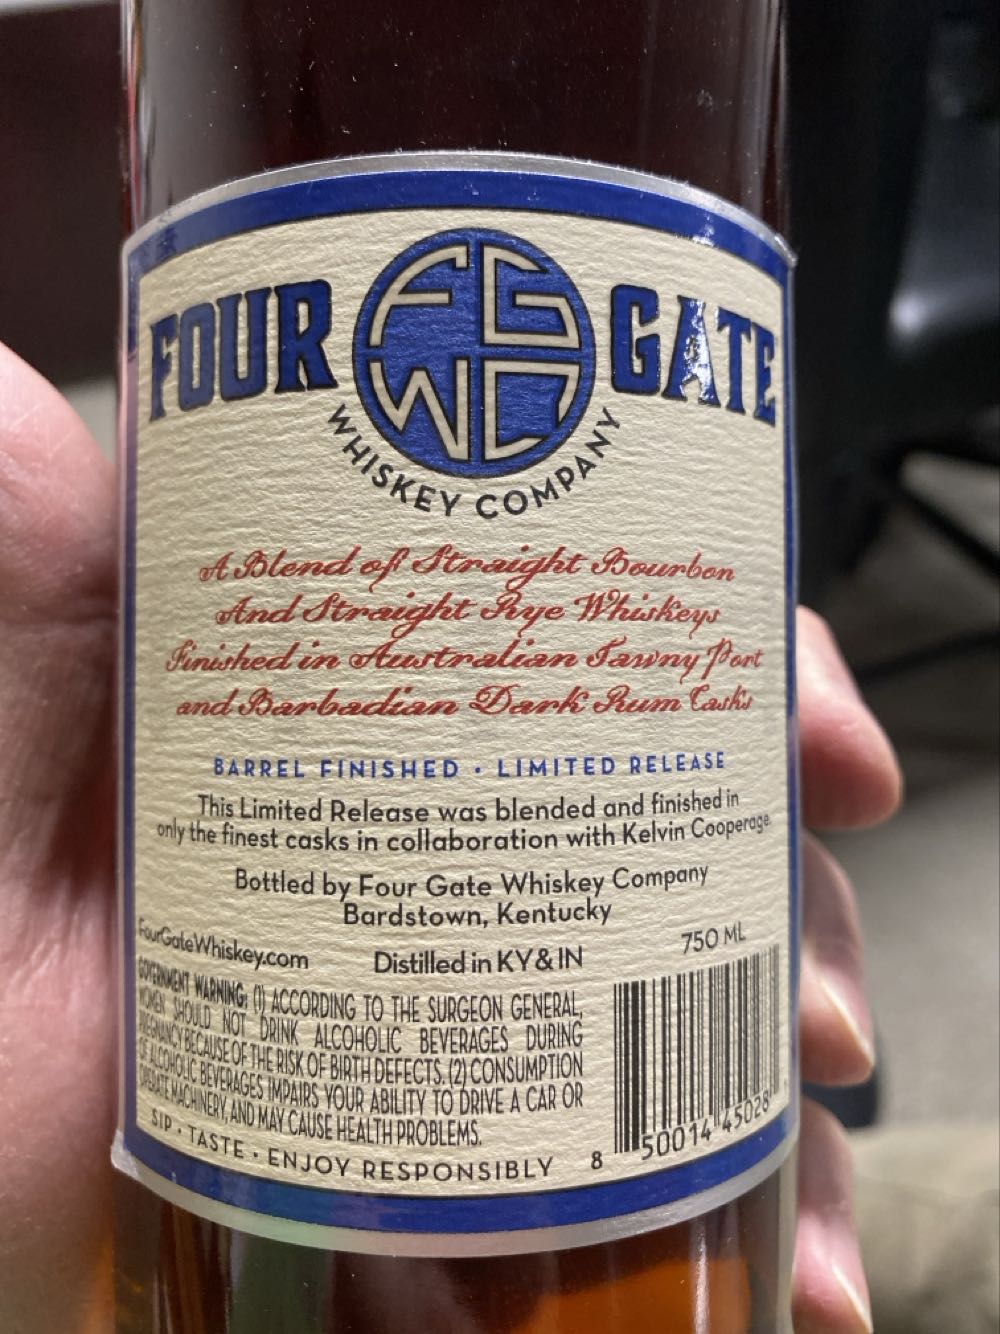 FOUR GATE
FGWC
WHISKEY COMPANY
A Blend of Straight Bourbon
And Straight Rye Whiskeys
Finished in Australian Tawny Port
and Barbadian Dark Rum Casks
BARREL FINISHED • LIMITED RELEASE
This Limited Release was blended and finished in
only the finest casks in collaboration with Kelvin Cooperage.
Bottled by Four Gate Whiskey Company
Bardstown, Kentucky
FourGateWhiskey.com
Distilled in KY & IN
750 ML
GOVERNMENT WARNING: (1) ACCORDING TO THE SURGEON GENERAL,
WOMEN SHOULD NOT DRINK ALCOHOLIC BEVERAGES DURING
PREGNANCY BECAUSE OF THE RISK OF BIRTH DEFECTS. (2) CONSUMPTION
OF ALCOHOLIC BEVERAGES IMPAIRS YOUR ABILITY TO DRIVE A CAR OR
OPERATE MACHINERY, AND MAY CAUSE HEALTH PROBLEMS.
SIP • TASTE • ENJOY RESPONSIBLY
8 50014 45028